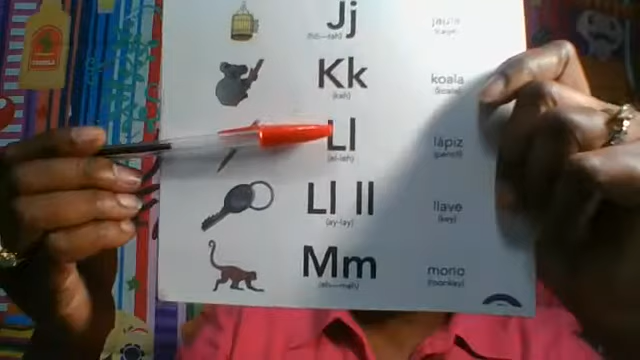 Jj
jaula
Kk
(kah)
koala
(koala)
Ll
(el-leh)
lápiz
(pencil)
Ll ll
(ay-lay)
llave
(key)
Mm
mono
(monkey)